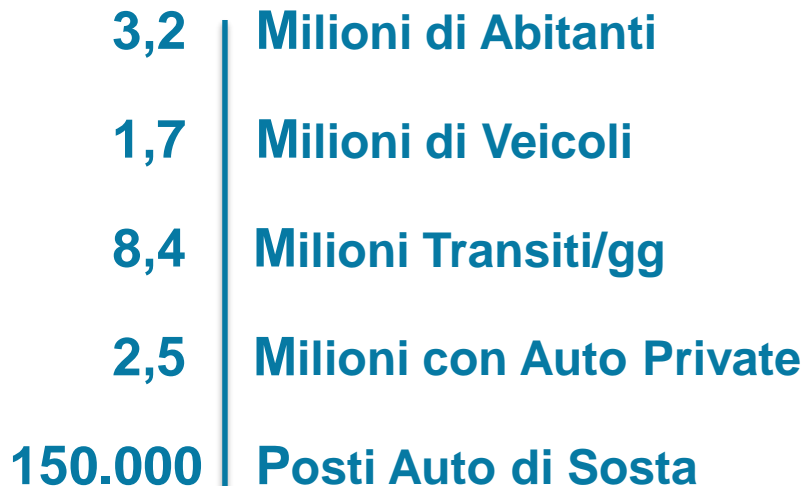 3,2 Milioni di Abitanti
1,7 Milioni di Veicoli
8,4 Milioni Transiti/gg
2,5 Milioni con Auto Private
150.000 Posti Auto di Sosta